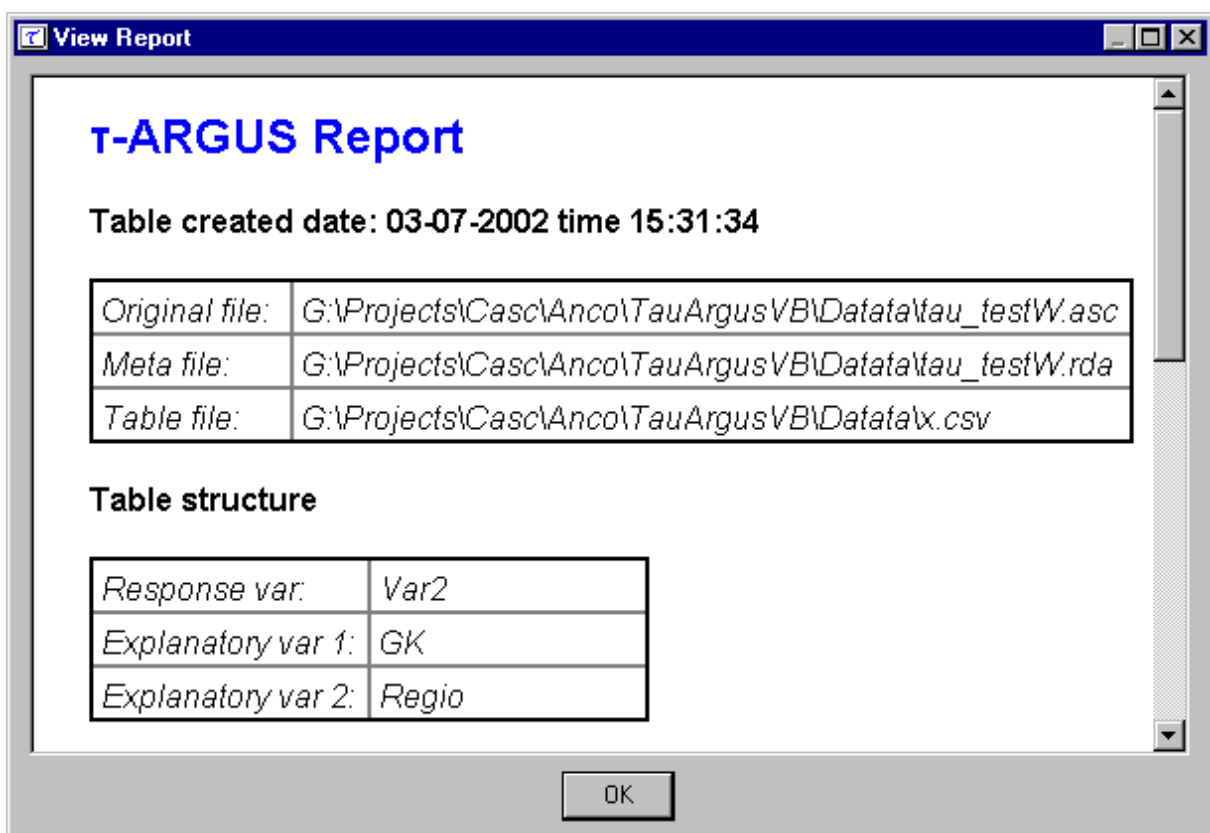 τ View Report
τ-ARGUS Report
Table created date: 03-07-2002 time 15:31:34
Original file: G:\Projects\Casc\Anco\TauArgusVB\Datata\tau_testW.asc
Meta file: G:\Projects\Casc\Anco\TauArgusVB\Datata\tau_testW.rda
Table file: G:\Projects\Casc\Anco\TauArgusVB\Datata\x.csv
Table structure
Response var: Var2
Explanatory var 1: GK
Explanatory var 2: Regio
OK